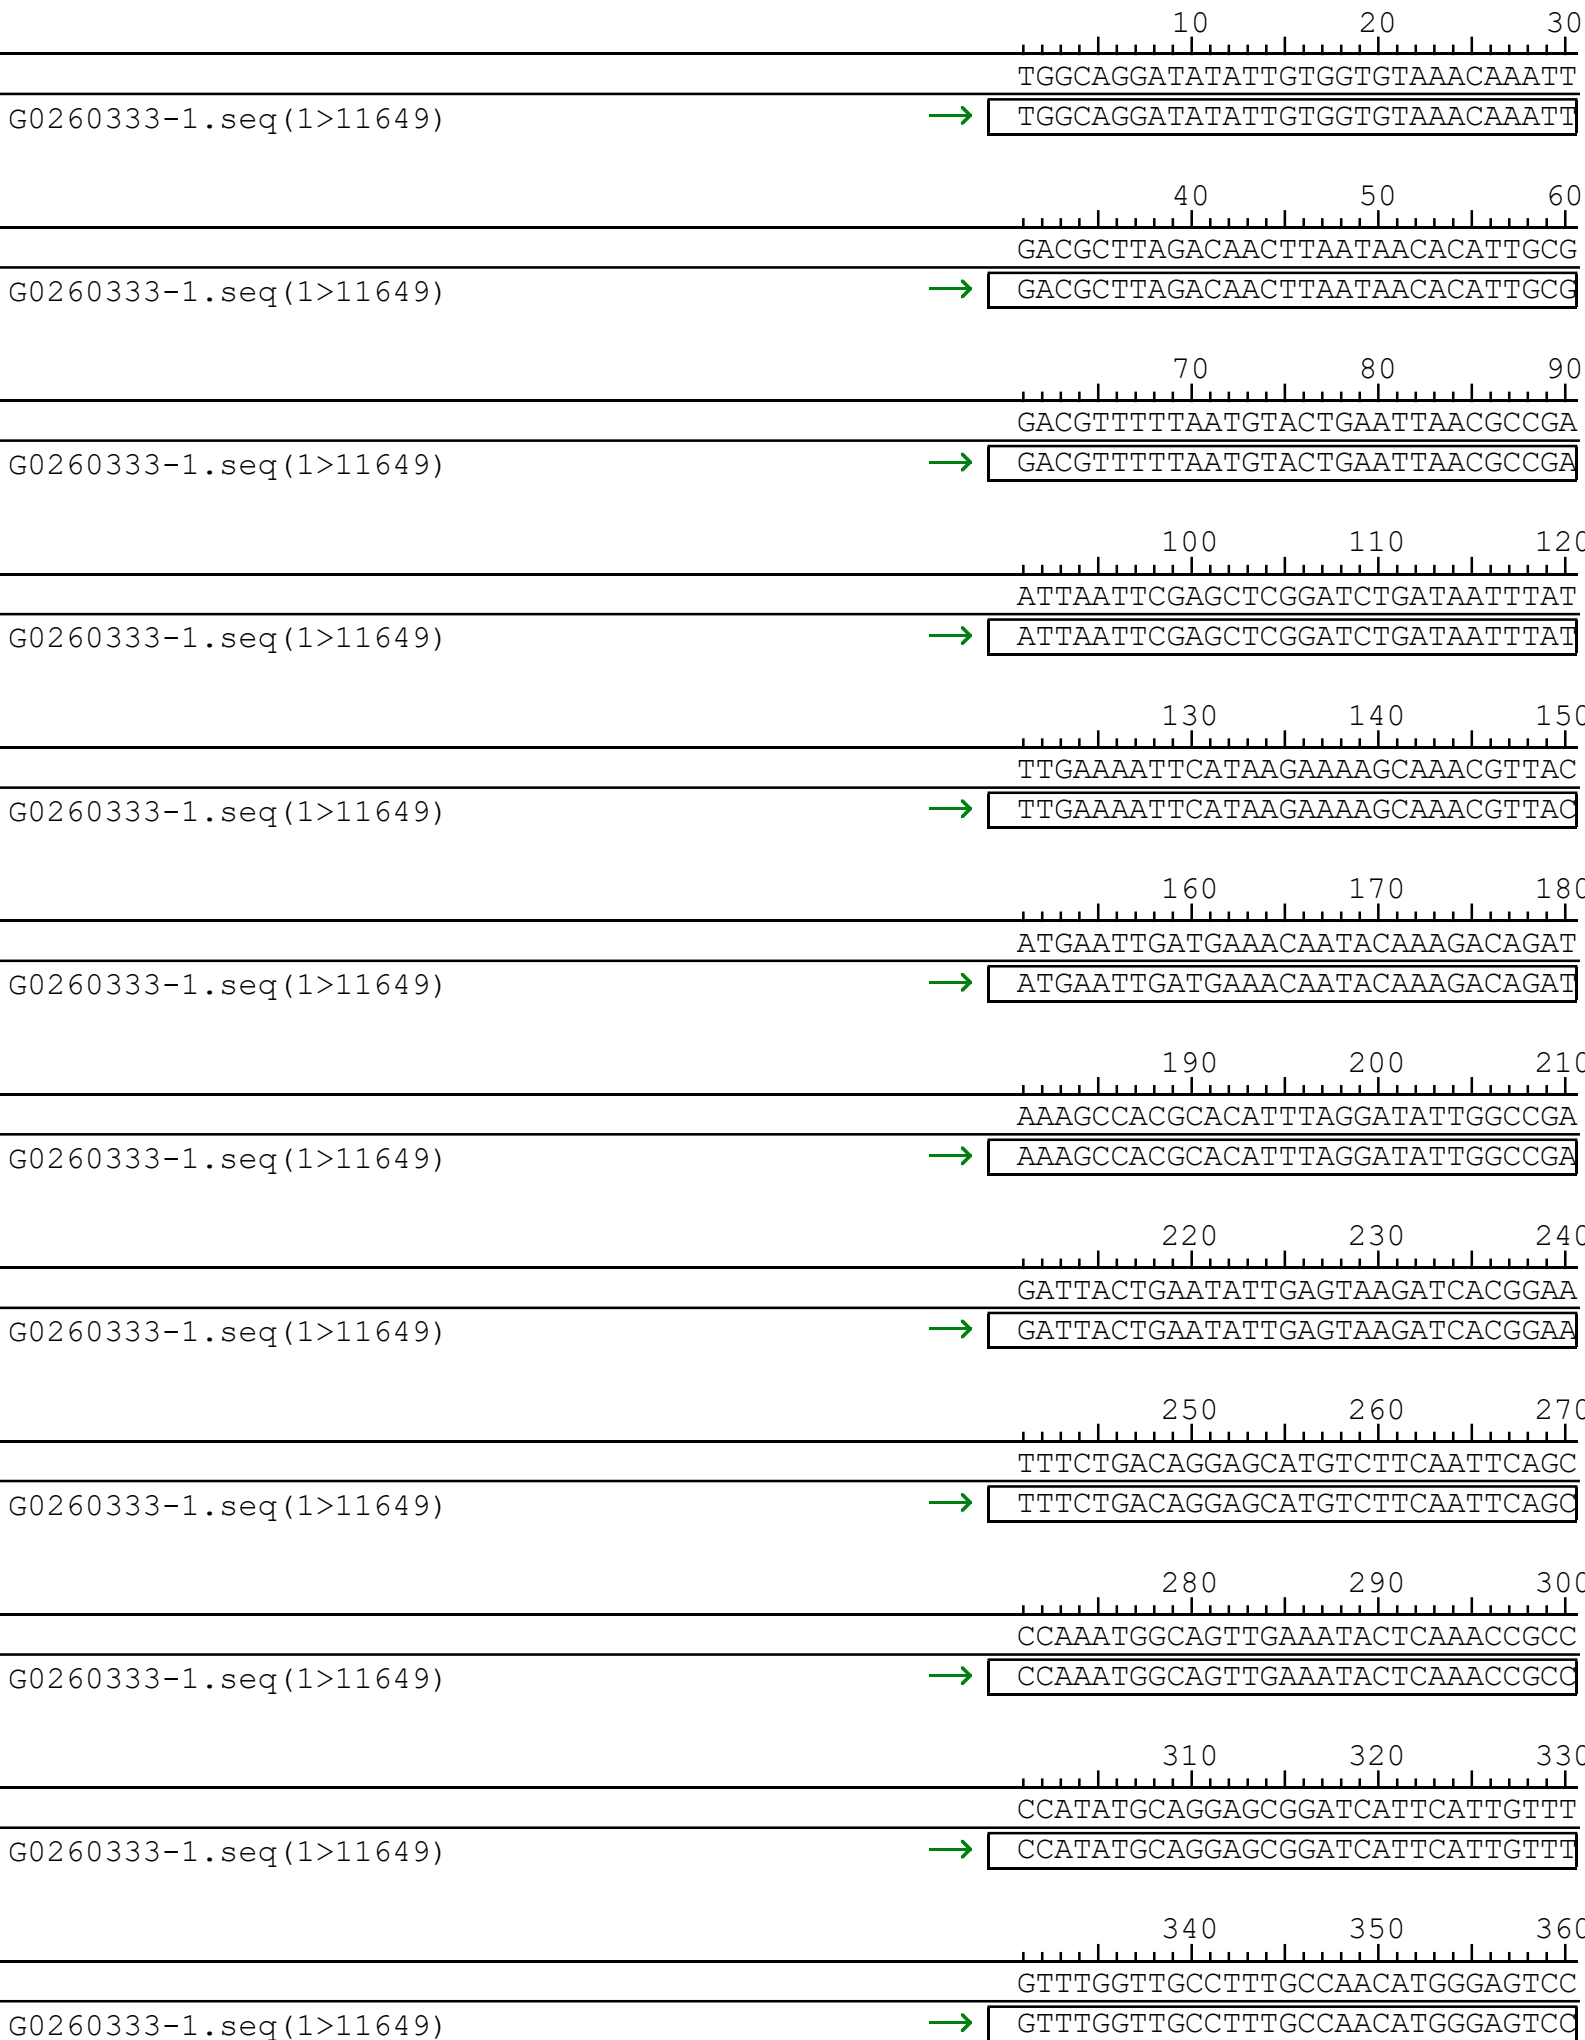 10 20 30
TGGCAGGATATATTGTGGTGTAAACAAATT
G0260333-1.seq(1>11649) → TGGCAGGATATATTGTGGTGTAAACAAATT
40 50 60
GACGCTTAGACAACTTAATAACACATTGCG
G0260333-1.seq(1>11649) → GACGCTTAGACAACTTAATAACACATTGCG
70 80 90
GACGTTTTTAATGTACTGAATTAACGCCGA
G0260333-1.seq(1>11649) → GACGTTTTTAATGTACTGAATTAACGCCGA
100 110 120
ATTAATTCGAGCTCGGATCTGATAATTTAT
G0260333-1.seq(1>11649) → ATTAATTCGAGCTCGGATCTGATAATTTAT
130 140 150
TTGAAAATTCATAAGAAAAGCAAACGTTAC
G0260333-1.seq(1>11649) → TTGAAAATTCATAAGAAAAGCAAACGTTAC
160 170 180
ATGAATTGATGAAACAATACAAAGACAGAT
G0260333-1.seq(1>11649) → ATGAATTGATGAAACAATACAAAGACAGAT
190 200 210
AAAGCCACGCACATTTAGGATATTGGCCGA
G0260333-1.seq(1>11649) → AAAGCCACGCACATTTAGGATATTGGCCGA
220 230 240
GATTACTGAATATTGAGTAAGATCACGGAA
G0260333-1.seq(1>11649) → GATTACTGAATATTGAGTAAGATCACGGAA
250 260 270
TTTCTGACAGGAGCATGTCTTCAATTCAGC
G0260333-1.seq(1>11649) → TTTCTGACAGGAGCATGTCTTCAATTCAGC
280 290 300
CCAAATGGCAGTTGAAATACTCAAACCGCC
G0260333-1.seq(1>11649) → CCAAATGGCAGTTGAAATACTCAAACCGCC
310 320 330
CCATATGCAGGAGCGGATCATTCATTGTTT
G0260333-1.seq(1>11649) → CCATATGCAGGAGCGGATCATTCATTGTTT
340 350 360
GTTTGGTTGCCTTTGCCAACATGGGAGTCC
G0260333-1.seq(1>11649) → GTTTGGTTGCCTTTGCCAACATGGGAGTCC